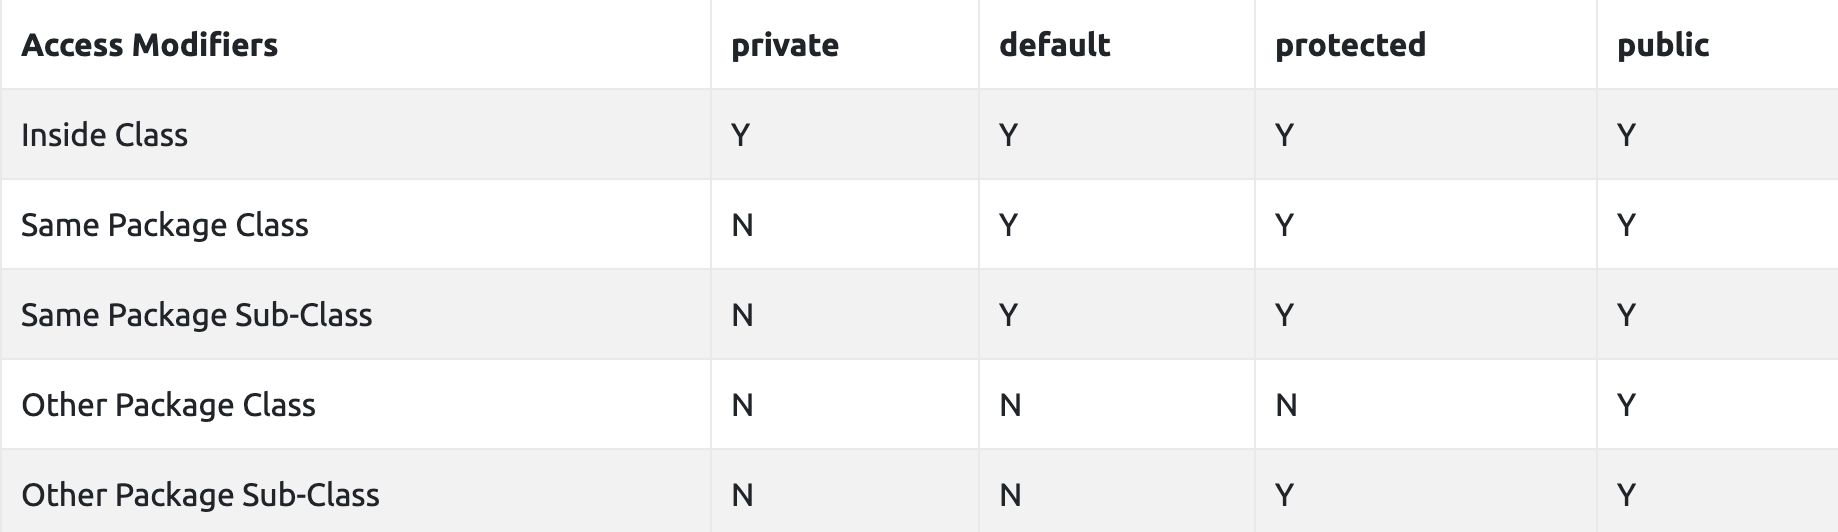 Access Modifiers private default protected public
Inside Class Y Y Y Y
Same Package Class N Y Y Y
Same Package Sub-Class N Y Y Y
Other Package Class N N N Y
Other Package Sub-Class N N Y Y